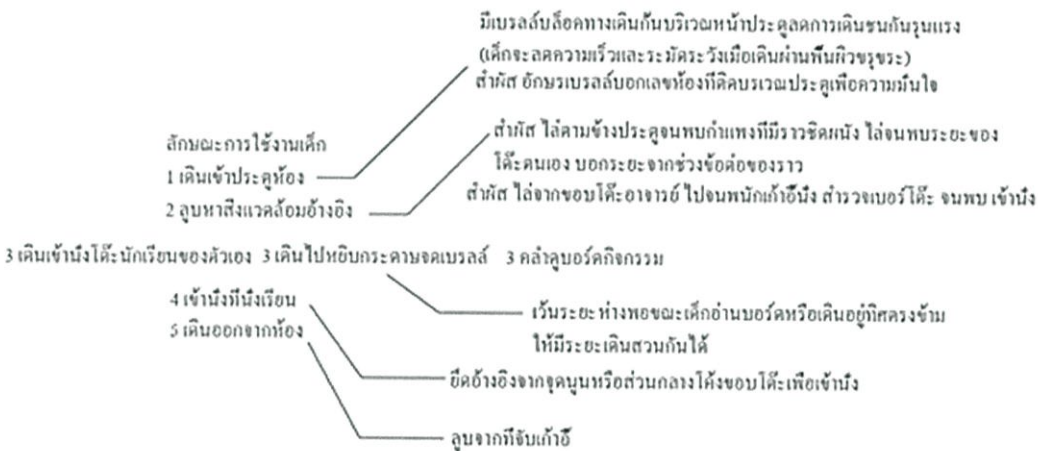 มีเบรลล์บล็อคทางเดินกั้นบริเวณหน้าประตูลดการเดินชนกันรุนแรง
(เด็กจะลดความเร็วและระมัดระวังเมื่อเดินผ่านพื้นผิวขรุขระ)
สำผัส อักษรเบรลล์บอกเลขห้องที่ติดบรเวณประตูเพื่อความมั่นใจ
สำผัส ไล่ตามข้างประตูจนพบกำแพงที่มีราวชิดผนัง ไล่จนพบระยะของ
ลักษณะการใช้งานเด็ก
โต๊ะตนเอง บอกระยะจากช่วงข้อต่อของราว
1 เดินเข้าประตูห้อง
สำผัส ไล่จากขอบโต๊ะอาจารย์ ไปจนพนักเก้าอี้นั่ง สำรวจเบอร์โต๊ะ จนพบ เข้านั่ง
2 ลูบหาสิ่งแวดล้อมอ้างอิง
3 เดินเข้านั่งโต๊ะนักเรียนของตัวเอง 3 เดินไปหยิบกระดาษจดเบรลล์ 3 คลำดูบอร์ดกิจกรรม
4 เข้านั่งที่นั่งเรียน
เว้นระยะห่างพอขณะเด็กอ่านบอร์ดหรือเดินอยู่ทิศตรงข้าม
5 เดินออกจากห้อง
ให้มีระยะเดินสวนกันได้
ยึดอ้างอิงจากจุดนูนหรือส่วนกลางโค้งขอบโต๊ะเพื่อเข้านั่ง
ลูบจากที่จับเก้าอี้